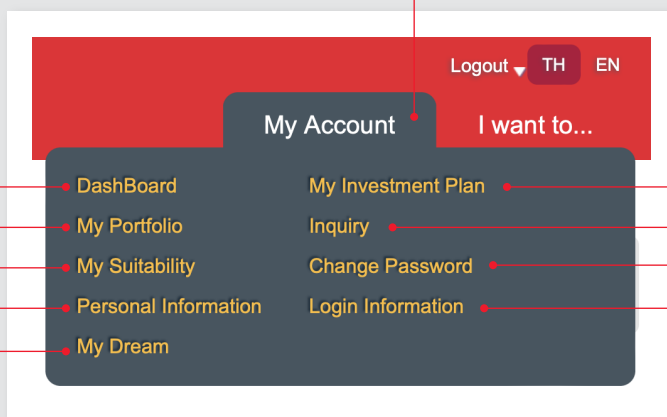 Logout TH EN
My Account I want to...
DashBoard
My Portfolio
My Suitability
Personal Information
My Dream
My Investment Plan
Inquiry
Change Password
Login Information